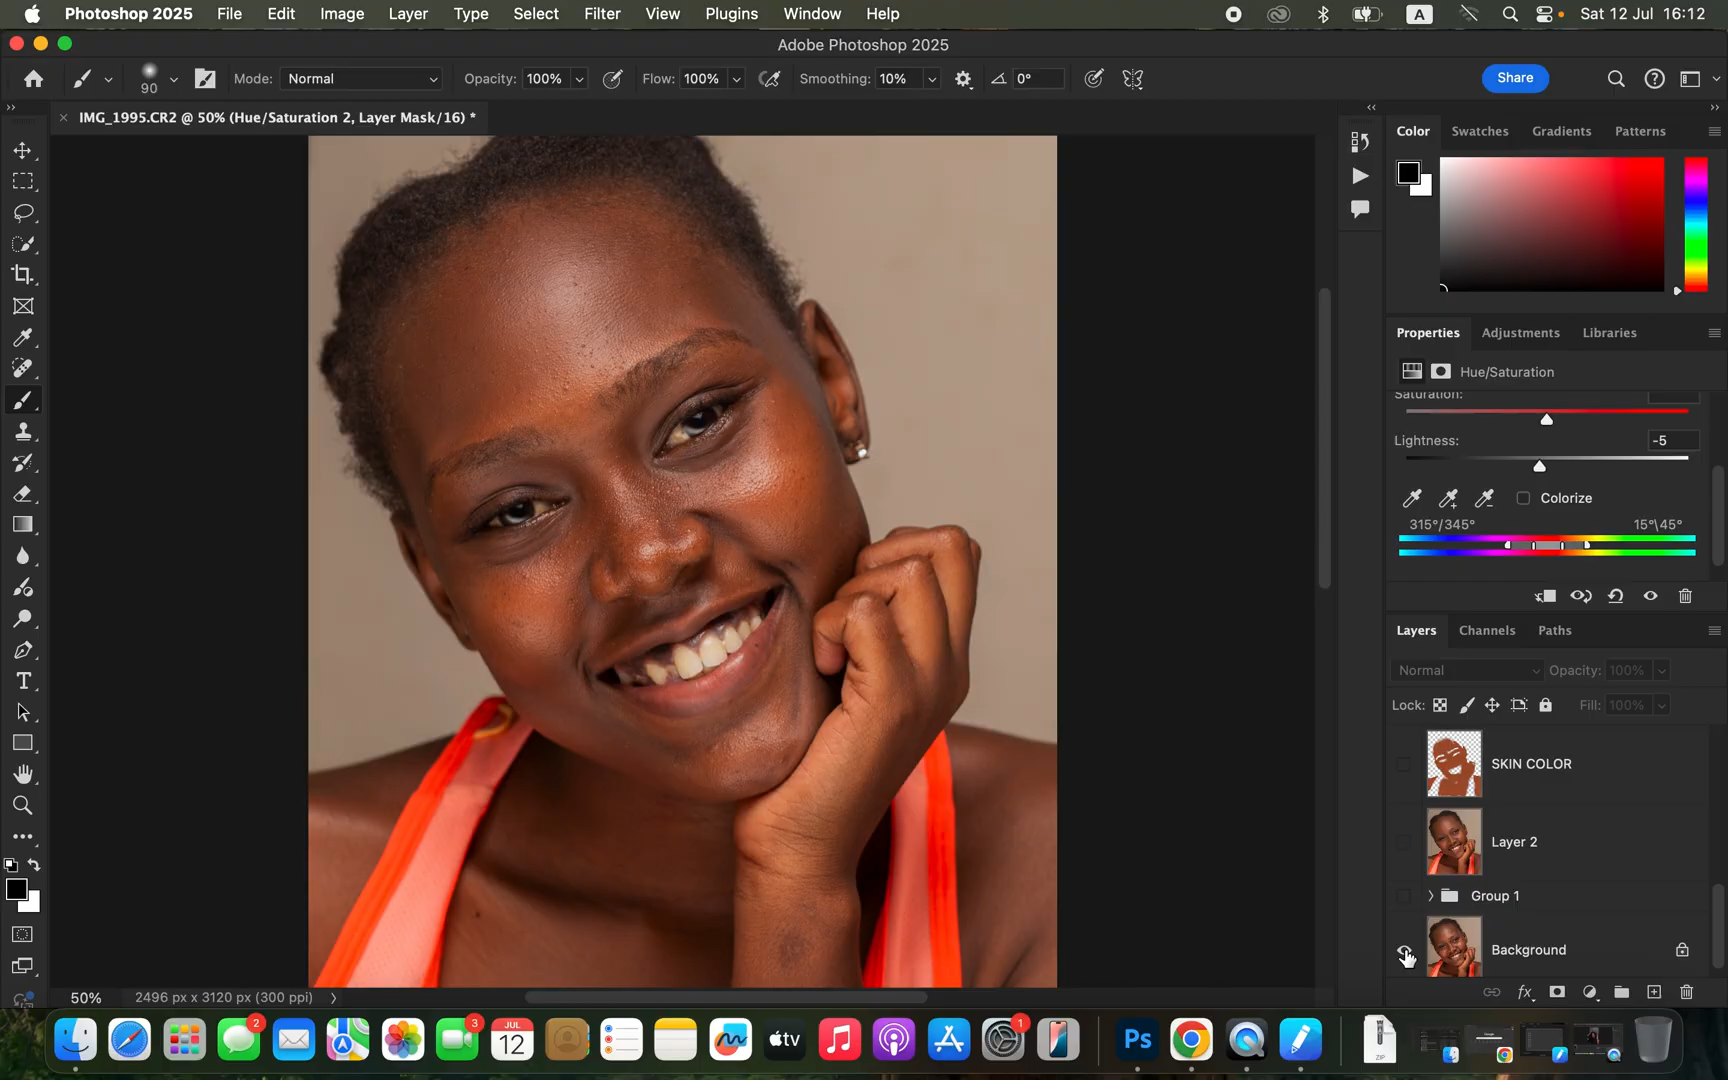 Photoshop 2025 File Edit Image Layer Type Select Filter View Plugins Window Help A Sat 12 Jul 16:12
Adobe Photoshop 2025
90 Mode: Normal Opacity: 100% Flow: 100% Smoothing: 10% 0° Share
IMG_1995.CR2 @ 50% (Hue/Saturation 2, Layer Mask/16) *
Color Swatches Gradients Patterns
Properties Adjustments Libraries
Hue/Saturation
Saturation:
Lightness: -5
Colorize
315°/345° 15°\45°
Layers Channels Paths
Normal Opacity: 100%
Lock: Fill: 100%
SKIN COLOR
Layer 2
Group 1
Background
fx
50% 2496 px x 3120 px (300 ppi)
2 3 JUL 12 tv 1 Ps ZIP